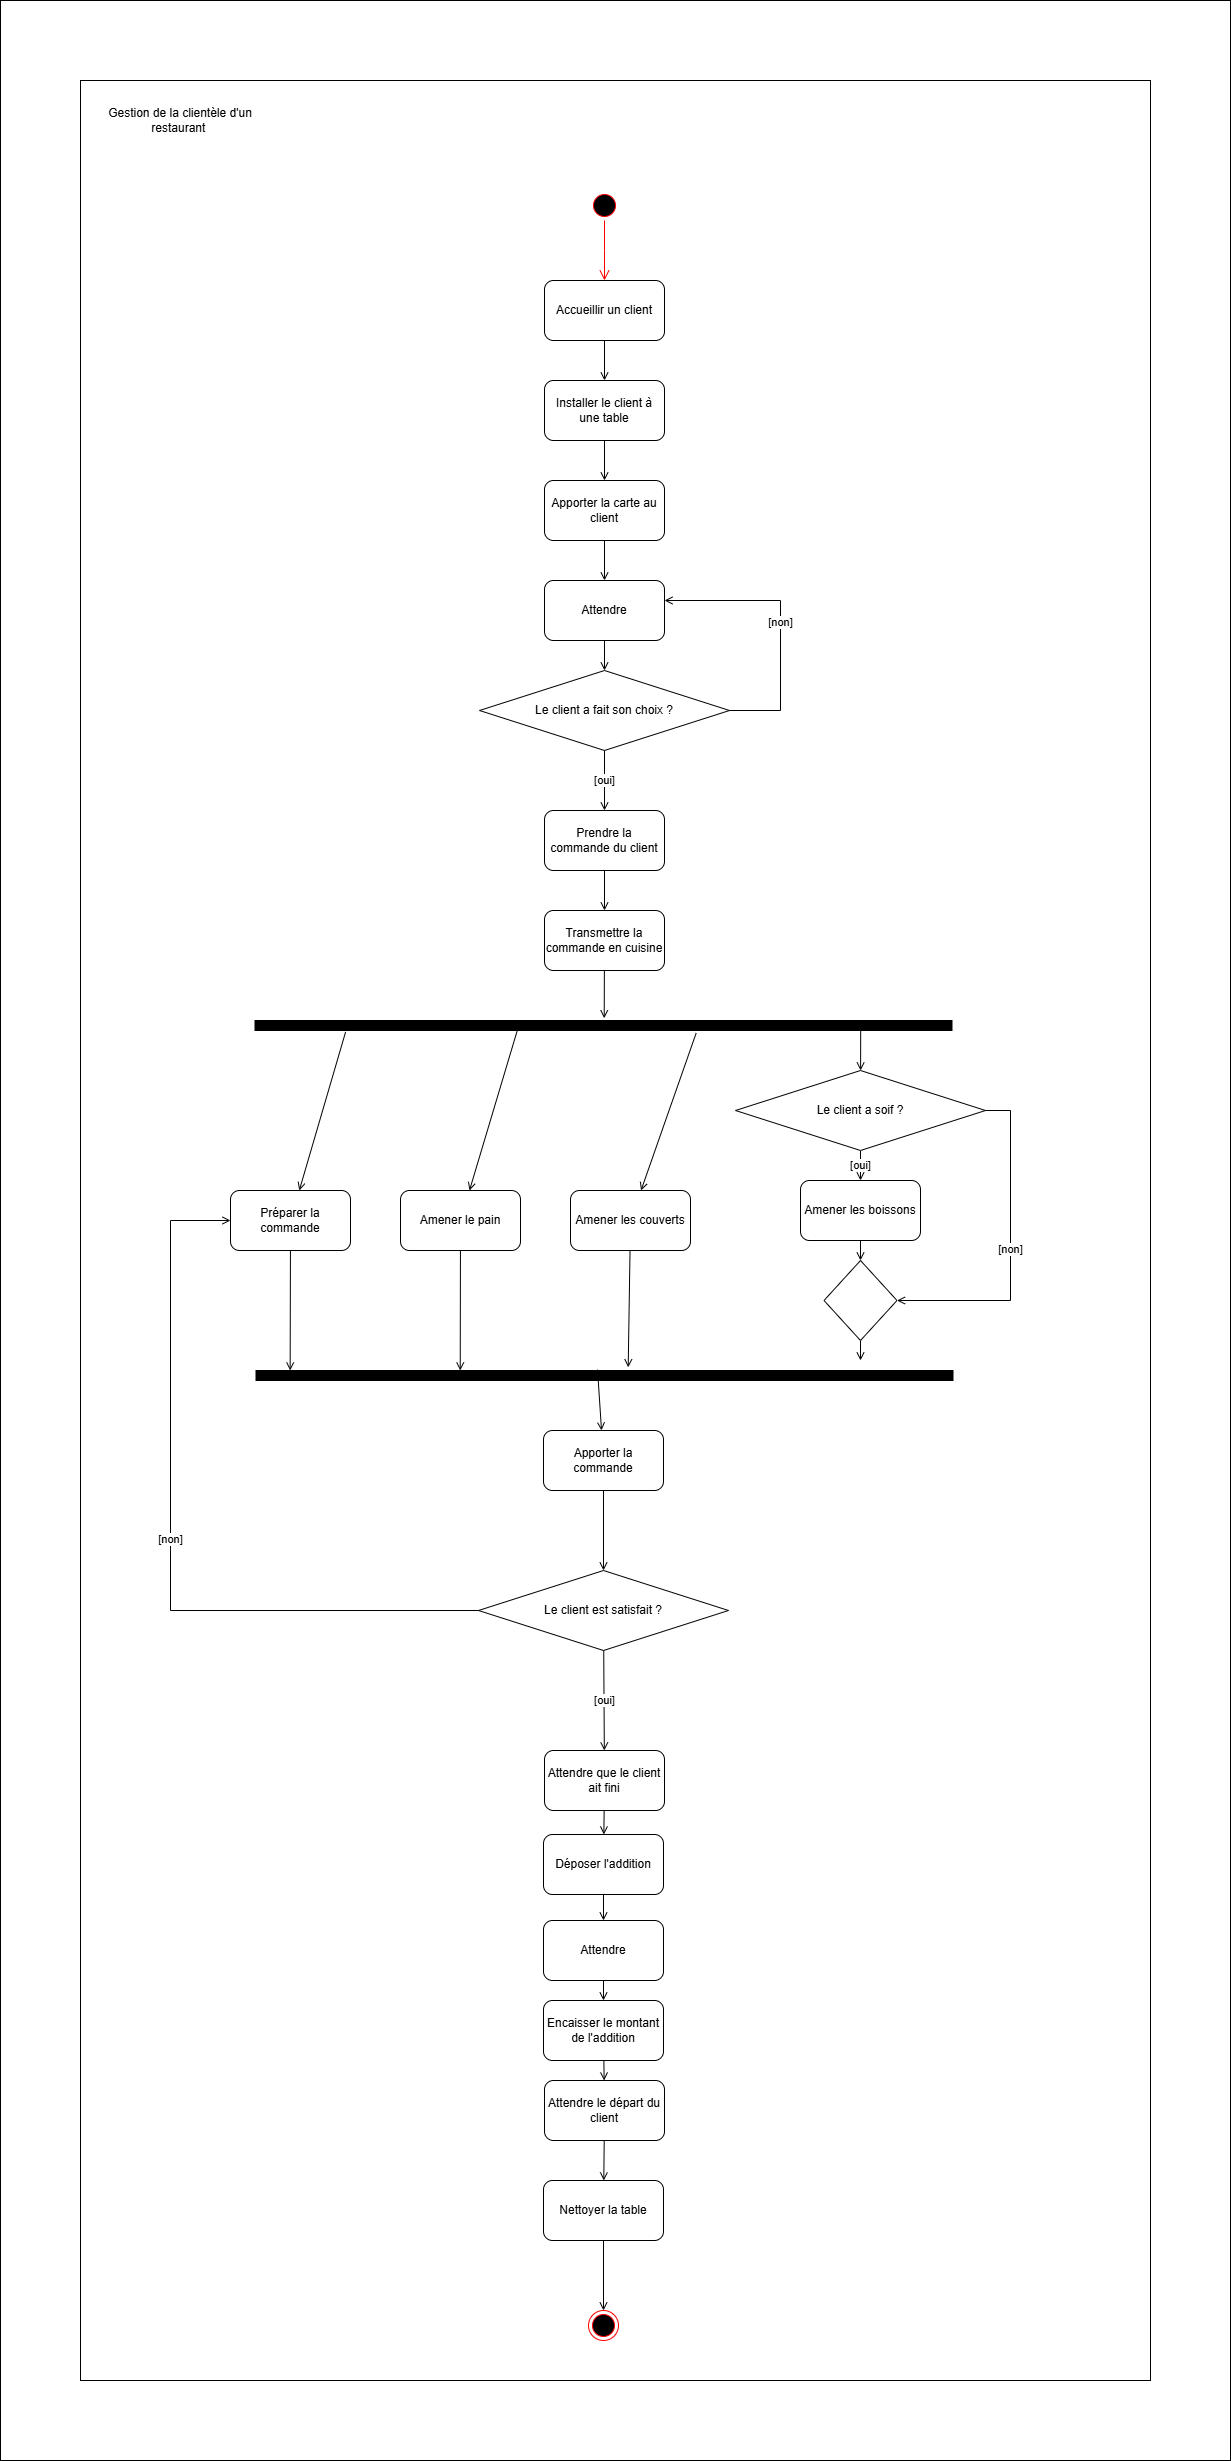 Gestion de la clientèle d'un
restaurant
Accueillir un client
Installer le client à
une table
Apporter la carte au
client
Attendre
[non]
Le client a fait son choix ?
[oui]
Prendre la
commande du client
Transmettre la
commande en cuisine
Le client a soif ?
[oui]
Préparer la
commande
Amener le pain
Amener les couverts
Amener les boissons
[non]
Apporter la
commande
[non]
Le client est satisfait ?
[oui]
Attendre que le client
ait fini
Déposer l'addition
Attendre
Encaisser le montant
de l'addition
Attendre le départ du
client
Nettoyer la table